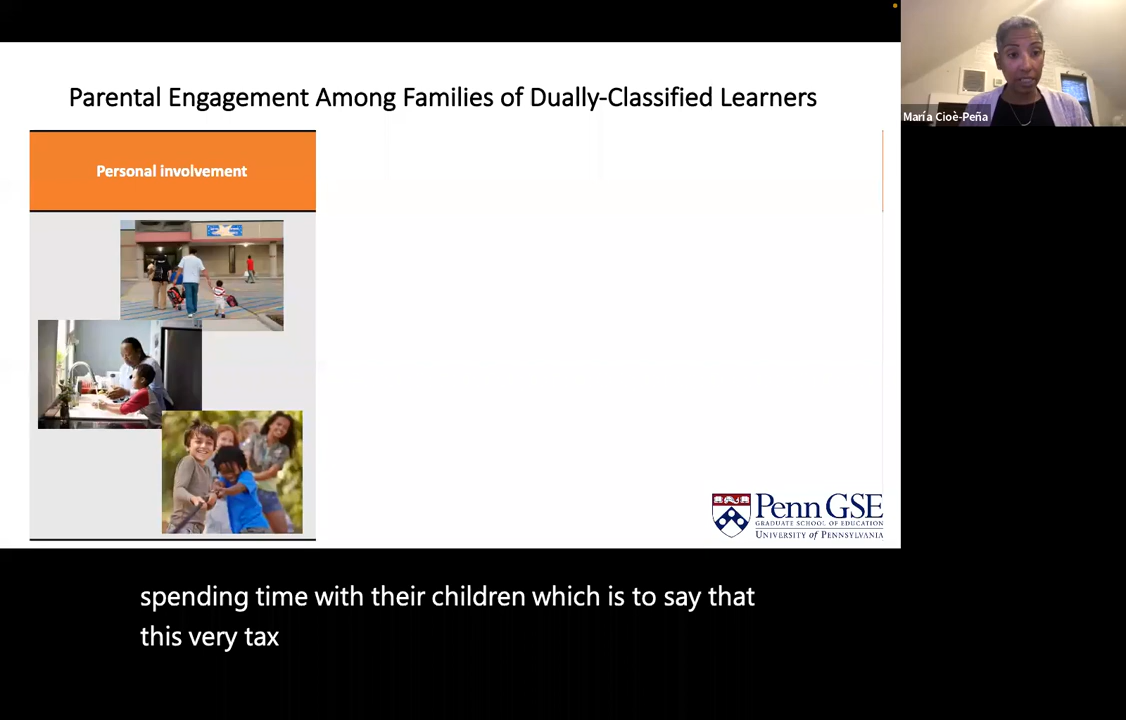 Parental Engagement Among Families of Dually-Classified Learners
María Cioè-Peña
Personal involvement
Penn GSE
GRADUATE SCHOOL OF EDUCATION
UNIVERSITY of PENNSYLVANIA
spending time with their children which is to say that
this very tax